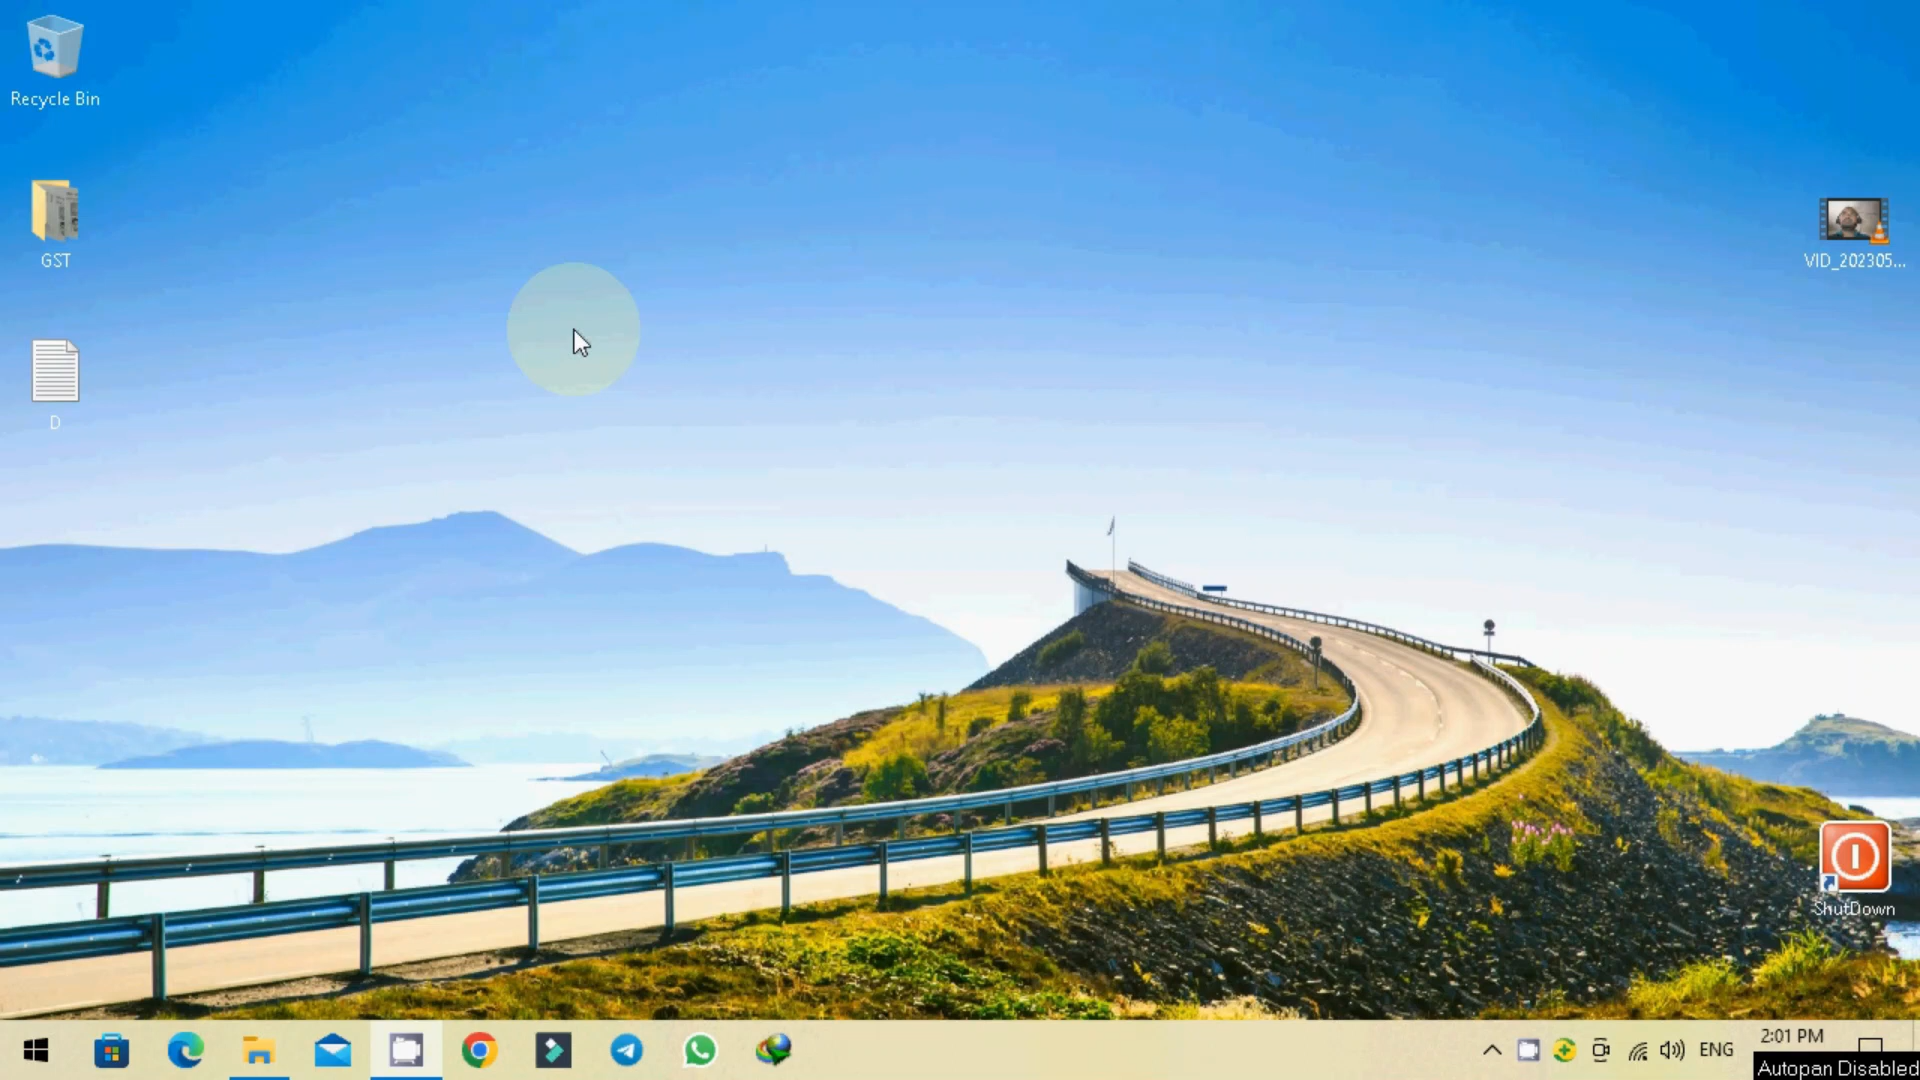 Recycle Bin
GST
D
VID_202305...
ShutDown
ENG
2:01 PM
Autopan Disabled